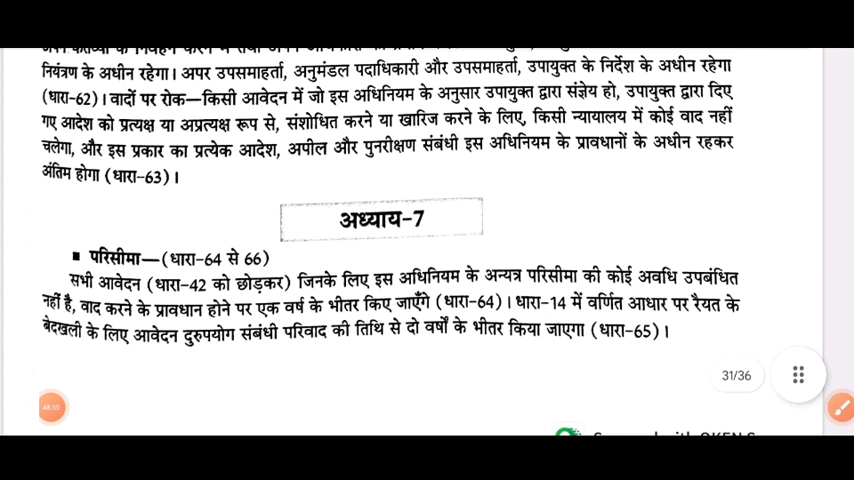 नियंत्रण के अधीन रहेगा। अपर उपसमाहर्ता, अनुमंडल पदाधिकारी और उपसमाहर्ता, उपायुक्त के निर्देश के अधीन रहेगा
(धारा-62)। वादों पर रोक—किसी आवेदन में जो इस अधिनियम के अनुसार उपायुक्त द्वारा संज्ञेय हो, उपायुक्त द्वारा दिए
गए आदेश को प्रत्यक्ष या अप्रत्यक्ष रूप से, संशोधित करने या खारिज करने के लिए, किसी न्यायालय में कोई वाद नहीं
चलेगा, और इस प्रकार का प्रत्येक आदेश, अपील और पुनरीक्षण संबंधी इस अधिनियम के प्रावधानों के अधीन रहकर
अंतिम होगा (धारा-63)।
अध्याय-7
■ परिसीमा—(धारा-64 से 66)
सभी आवेदन (धारा-42 को छोड़कर) जिनके लिए इस अधिनियम के अन्यत्र परिसीमा की कोई अवधि उपबंधित
नहीं है, वाद करने के प्रावधान होने पर एक वर्ष के भीतर किए जाएँगे (धारा-64)। धारा-14 में वर्णित आधार पर रैयत के
बेदखली के लिए आवेदन दुरुपयोग संबंधी परिवाद की तिथि से दो वर्षों के भीतर किया जाएगा (धारा-65)।
31/36
48:55